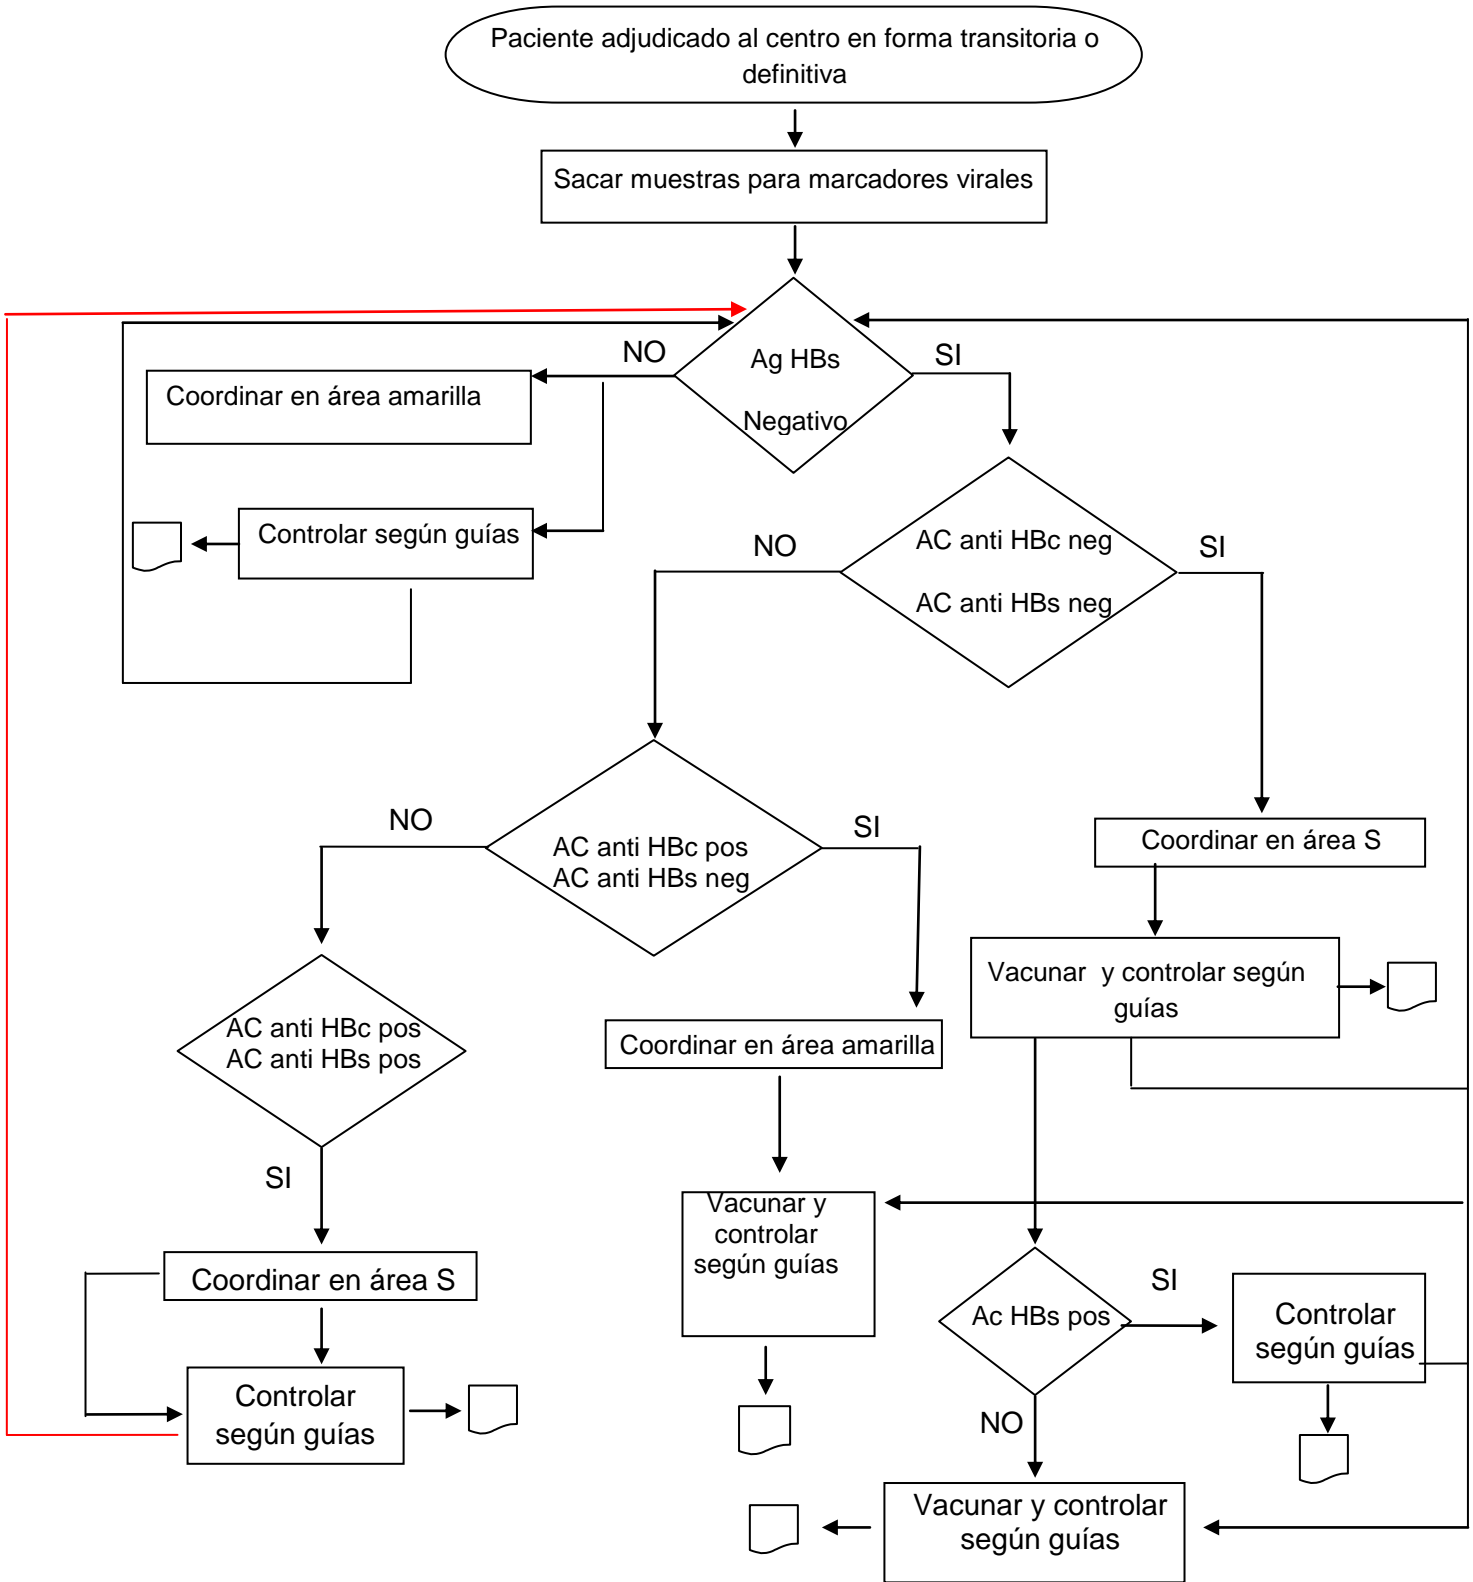 Paciente adjudicado al centro en forma transitoria o
definitiva
Sacar muestras para marcadores virales
NO
SI
Ag HBs
Negativo
Coordinar en área amarilla
Controlar según guías
NO
AC anti HBc neg
AC anti HBs neg
SI
NO
AC anti HBc pos
AC anti HBs neg
SI
Coordinar en área S
Vacunar y controlar según
guías
AC anti HBc pos
AC anti HBs pos
Coordinar en área amarilla
SI
Vacunar y
controlar
según guías
Coordinar en área S
Ac HBs pos
SI
Controlar
según guías
Controlar
según guías
NO
Vacunar y controlar
según guías